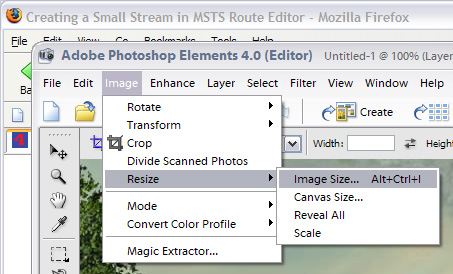 Creating a Small Stream in MSTS Route Editor - Mozilla Firefox
File Edit View Go Bookmarks Tools Help
Adobe Photoshop Elements 4.0 (Editor) Untitled-1 @ 100% (Layer
File Edit Image Enhance Layer Select Filter View Window Help
Ba
Rotate
Create
Transform
4
Crop
Width:
Height
Divide Scanned Photos
Resize
Image Size... Alt+Ctrl+I
Canvas Size...
Mode
Reveal All
Convert Color Profile
Scale
Magic Extractor...